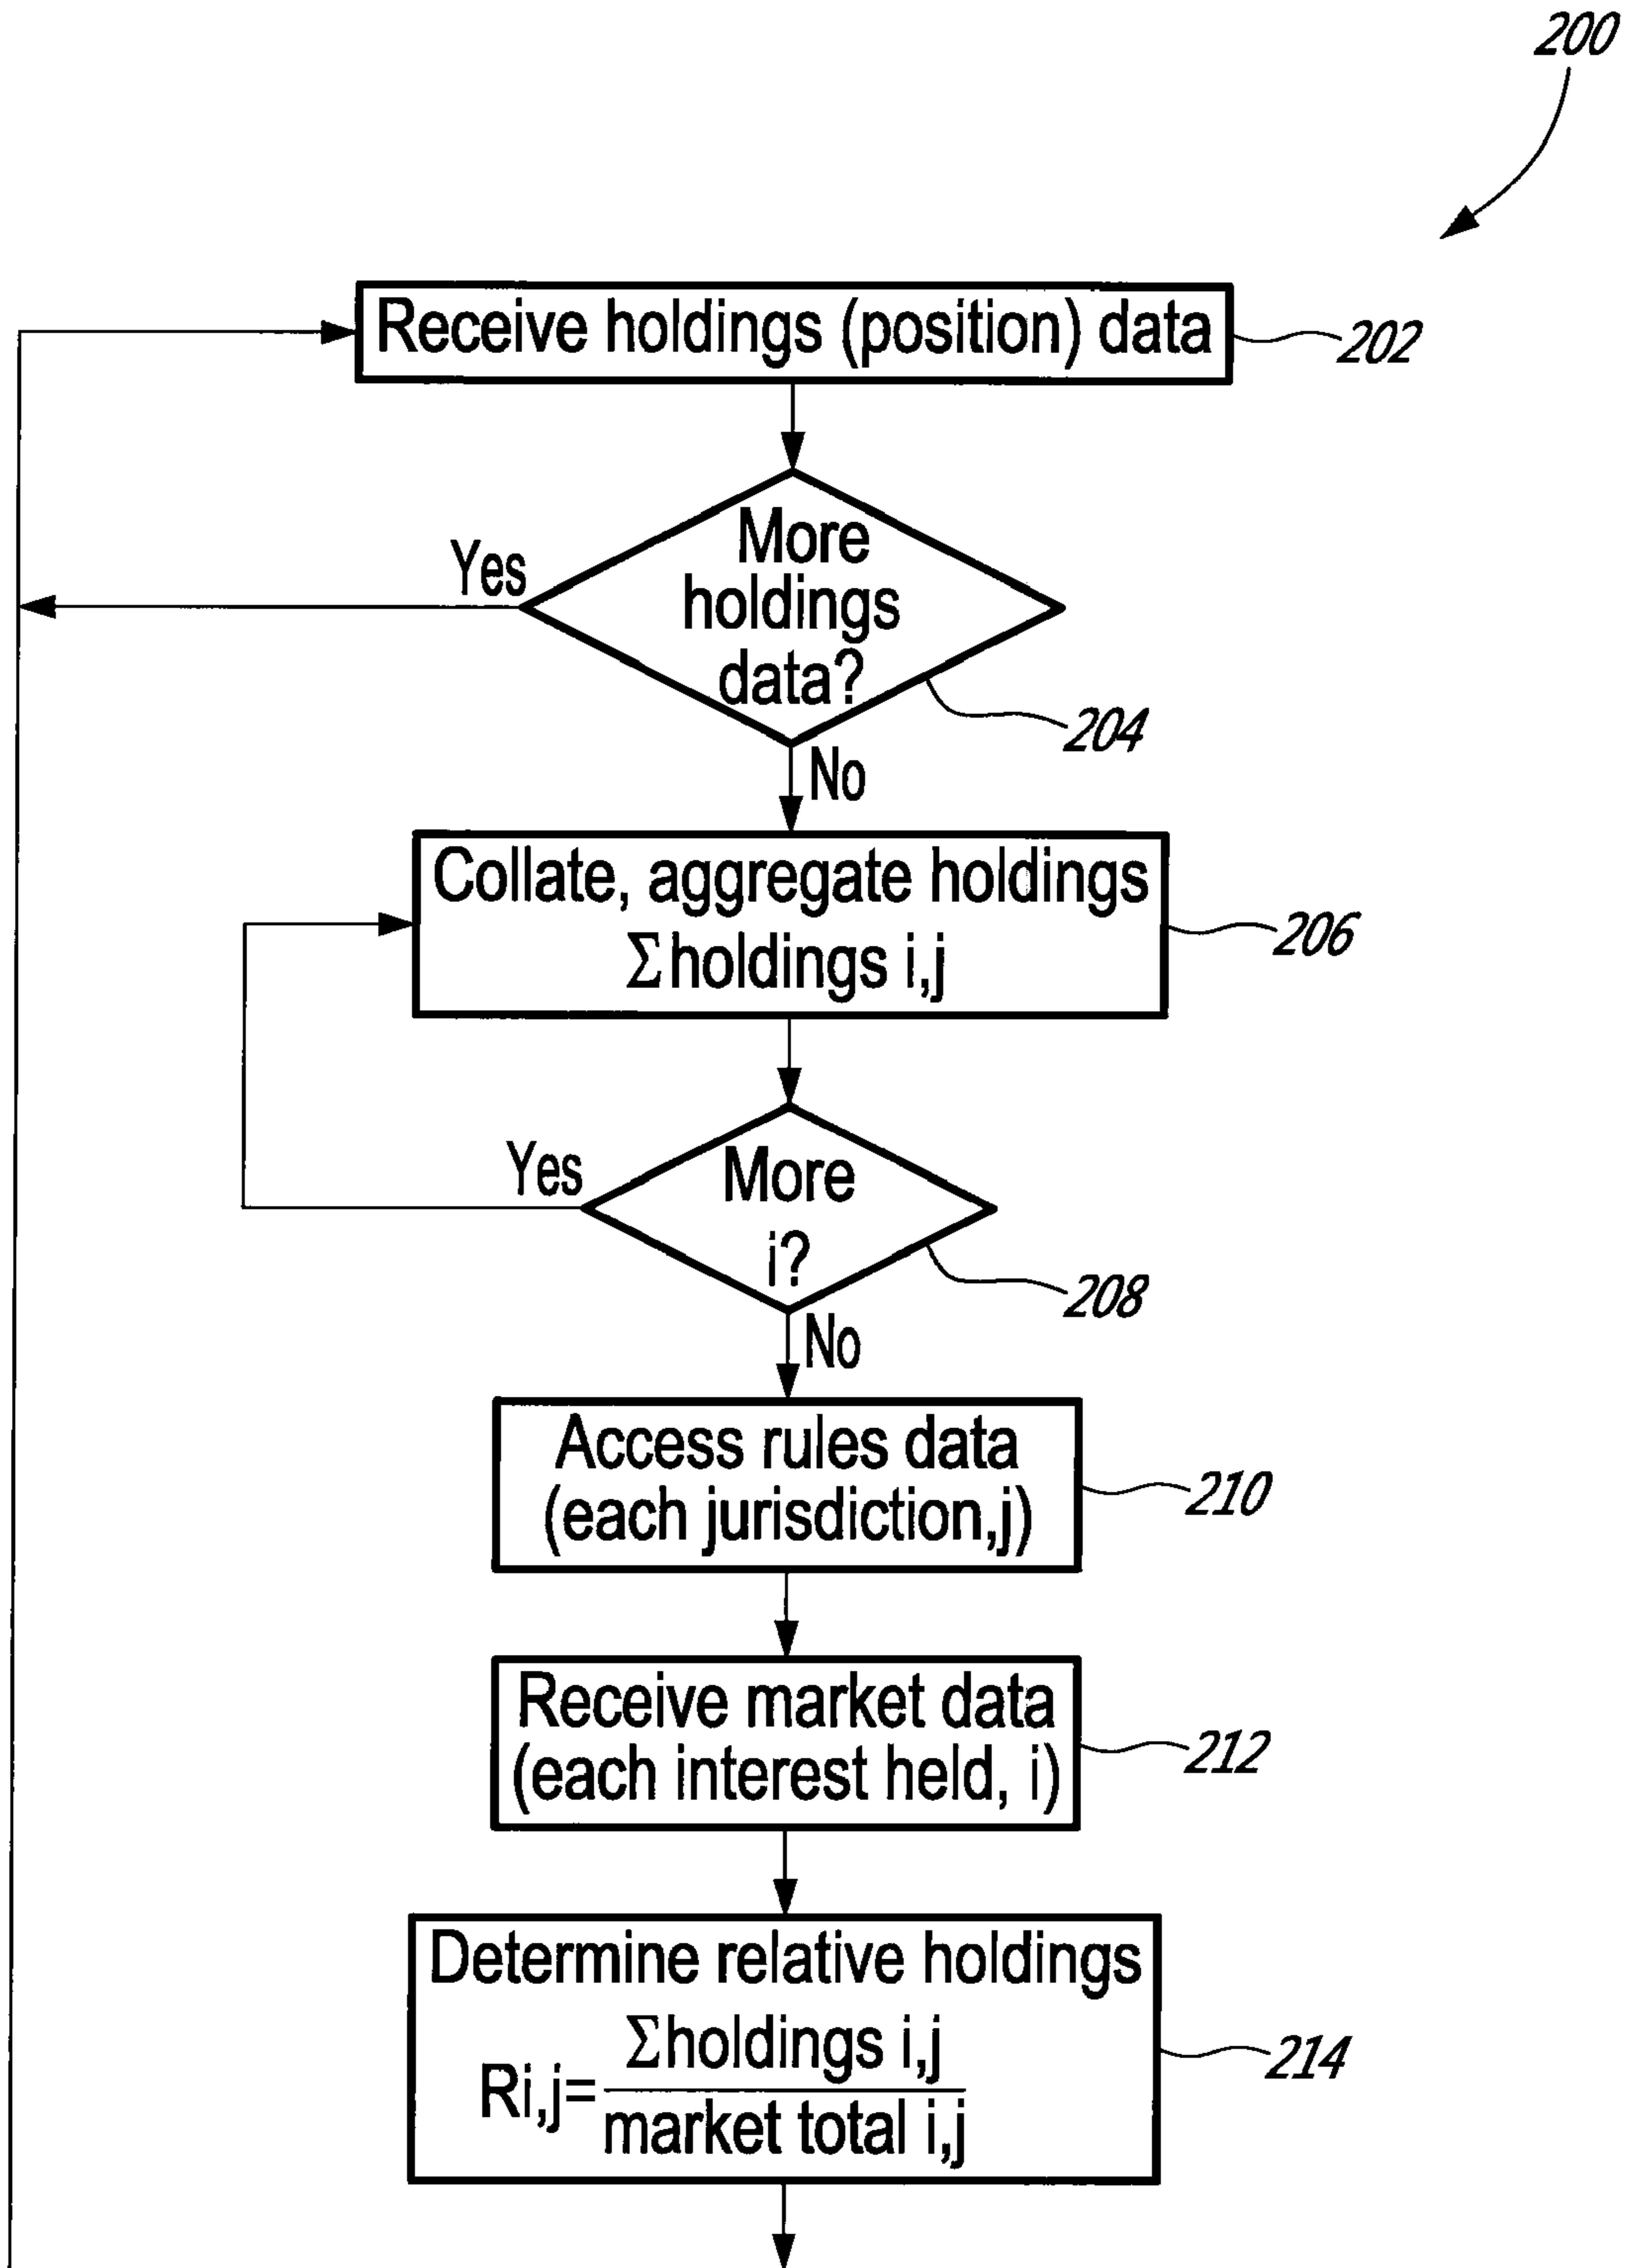 200
Receive holdings (position) data
202
More
holdings
data?
Yes
204
No
Collate, aggregate holdings
Σholdings i,j
206
More
i?
Yes
208
No
Access rules data
(each jurisdiction,j)
210
Receive market data
(each interest held, i)
212
Determine relative holdings
Σholdings i,j
Ri,j=
market total i,j
214